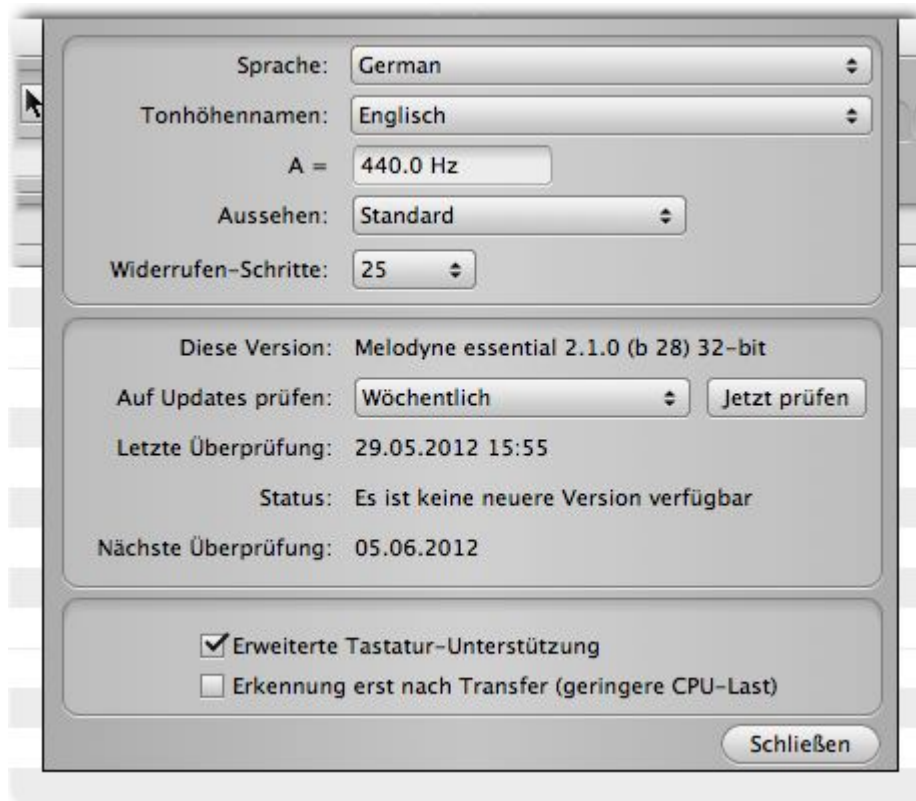 Sprache: German
Tonhöhennamen: Englisch
A = 440.0 Hz
Aussehen: Standard
Widerrufen-Schritte: 25
Diese Version: Melodyne essential 2.1.0 (b 28) 32-bit
Auf Updates prüfen: Wöchentlich Jetzt prüfen
Letzte Überprüfung: 29.05.2012 15:55
Status: Es ist keine neuere Version verfügbar
Nächste Überprüfung: 05.06.2012
Erweiterte Tastatur-Unterstützung
Erkennung erst nach Transfer (geringere CPU-Last)
Schließen